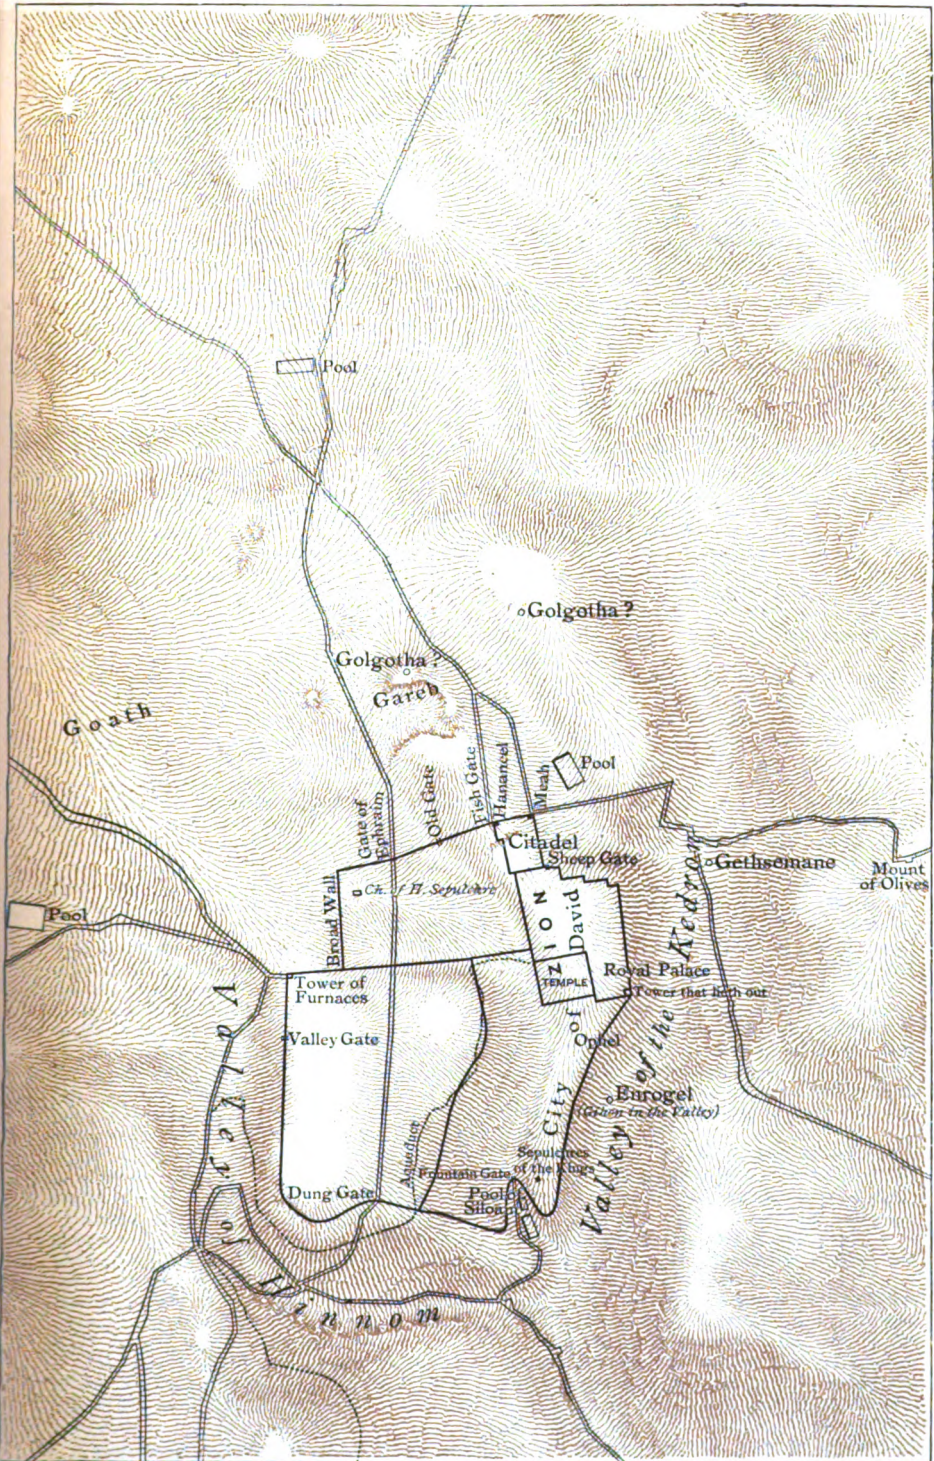 Pool
Golgotha ?
Golgotha ?
Gareb
Goath
Pool
Gate of
Ephraim
Old Gate
Fish Gate
Hananeel
Meah
Citadel
Sheep Gate
Gethsemane
Mount
of Olives
Broad Wall
Ch. of H. Sepulchre
Pool
ZION
City of David
TEMPLE
Royal Palace
Tower that lieth out
Tower of
Furnaces
Valley Gate
Ophel
Enrogel
(Gihon in the Valley)
Valley of the Kedron
Aqueduct
Sepulchres
of the Kings
Fountain Gate
Dung Gate
Pool of
Siloa
Valley of Hinnom